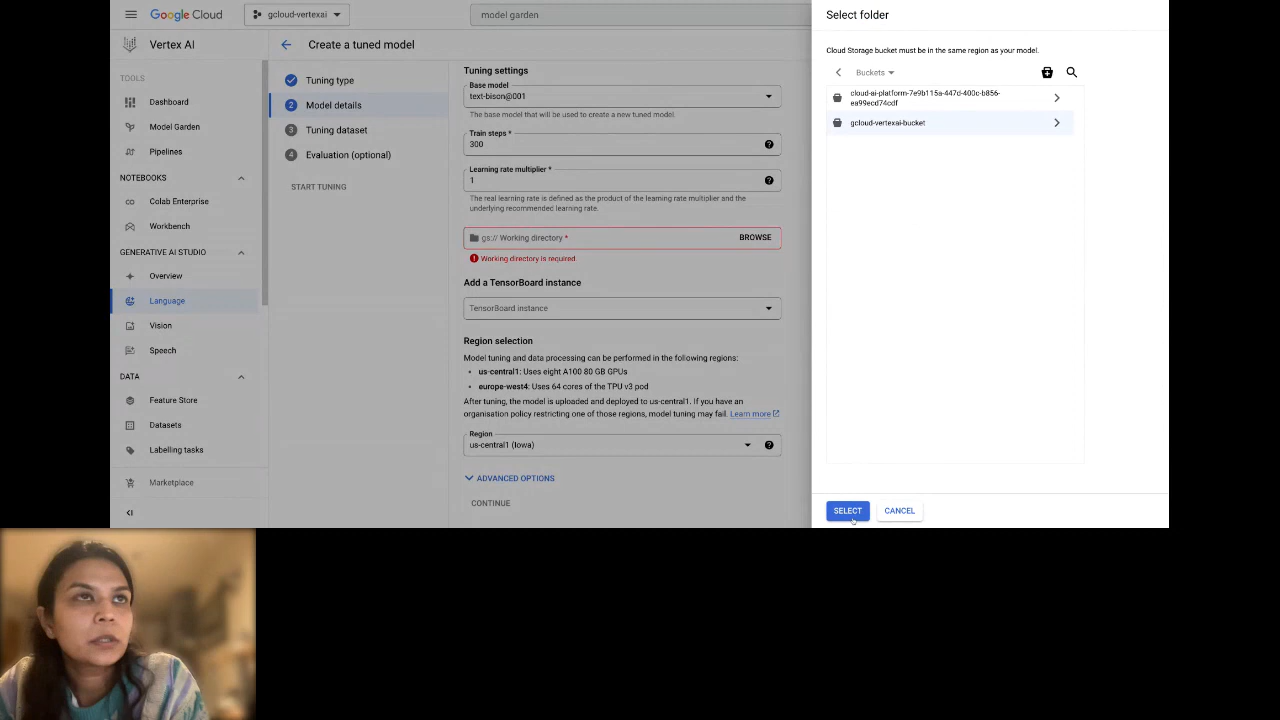 Google Cloud
gcloud-vertexai
model garden
Vertex AI
TOOLS
Dashboard
Model Garden
Pipelines
NOTEBOOKS
Colab Enterprise
Workbench
GENERATIVE AI STUDIO
Overview
Language
Vision
Speech
DATA
Feature Store
Datasets
Labelling tasks
Marketplace
Create a tuned model
Tuning type
2 Model details
3 Tuning dataset
4 Evaluation (optional)
START TUNING
Tuning settings
Base model
text-bison@001
The base model that will be used to create a new tuned model.
Train steps *
300
Learning rate multiplier *
1
The real learning rate is defined as the product of the learning rate multiplier and the
underlying recommended learning rate.
gs:// Working directory *
BROWSE
Working directory is required
Add a TensorBoard instance
TensorBoard instance
Region selection
Model tuning and data processing can be performed in the following regions:
• us-central1: Uses eight A100 80 GB GPUs
• europe-west4: Uses 64 cores of the TPU v3 pod
After tuning, the model is uploaded and deployed to us-central1. If you have an
organisation policy restricting one of those regions, model tuning may fail. Learn more
Region
us-central1 (Iowa)
ADVANCED OPTIONS
CONTINUE
Select folder
Cloud Storage bucket must be in the same region as your model.
Buckets
cloud-ai-platform-7e9b115a-447d-400c-b856-
ea99ecd74cdf
gcloud-vertexai-bucket
SELECT
CANCEL